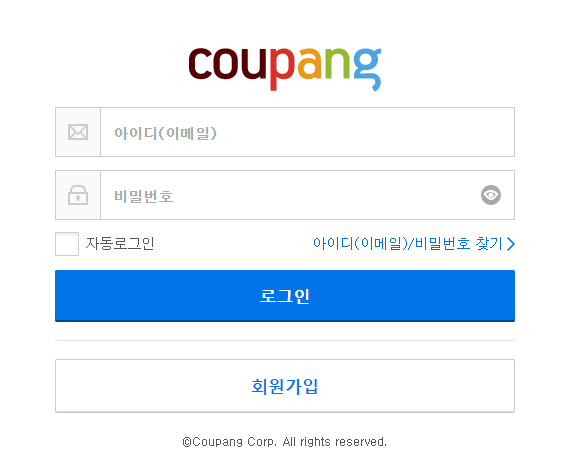 coupang
아이디(이메일)
비밀번호
자동로그인 아이디(이메일)/비밀번호 찾기
로그인
회원가입
©Coupang Corp. All rights reserved.